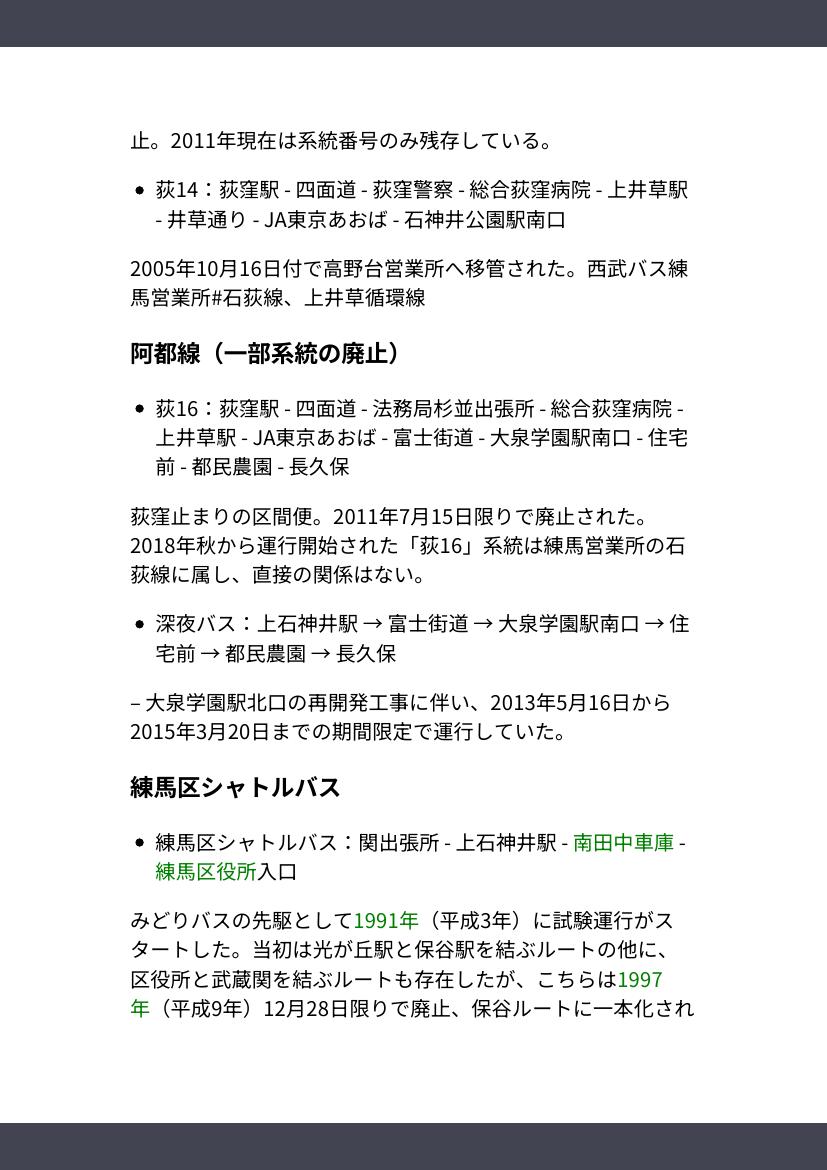 止。2011年現在は系統番号のみ残存している。
• 荻14：荻窪駅 - 四面道 - 荻窪警察 - 総合荻窪病院 - 上井草駅
- 井草通り - JA東京あおば - 石神井公園駅南口
2005年10月16日付で高野台営業所へ移管された。西武バス練
馬営業所#石荻線、上井草循環線
阿都線（一部系統の廃止）
• 荻16：荻窪駅 - 四面道 - 法務局杉並出張所 - 総合荻窪病院 -
上井草駅 - JA東京あおば - 富士街道 - 大泉学園駅南口 - 住宅
前 - 都民農園 - 長久保
荻窪止まりの区間便。2011年7月15日限りで廃止された。
2018年秋から運行開始された「荻16」系統は練馬営業所の石
荻線に属し、直接の関係はない。
• 深夜バス：上石神井駅 → 富士街道 → 大泉学園駅南口 → 住
宅前 → 都民農園 → 長久保
– 大泉学園駅北口の再開発工事に伴い、2013年5月16日から
2015年3月20日までの期間限定で運行していた。
練馬区シャトルバス
• 練馬区シャトルバス：関出張所 - 上石神井駅 - 南田中車庫 -
練馬区役所入口
みどりバスの先駆として1991年（平成3年）に試験運行がス
タートした。当初は光が丘駅と保谷駅を結ぶルートの他に、
区役所と武蔵関を結ぶルートも存在したが、こちらは1997
年（平成9年）12月28日限りで廃止、保谷ルートに一本化され